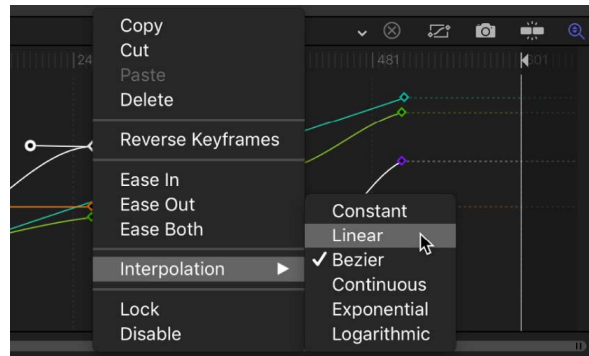 Copy
Cut
Paste
Delete
Reverse Keyframes
Ease In
Ease Out
Ease Both
Interpolation
Lock
Disable
Constant
Linear
Bezier
Continuous
Exponential
Logarithmic
24
481
601